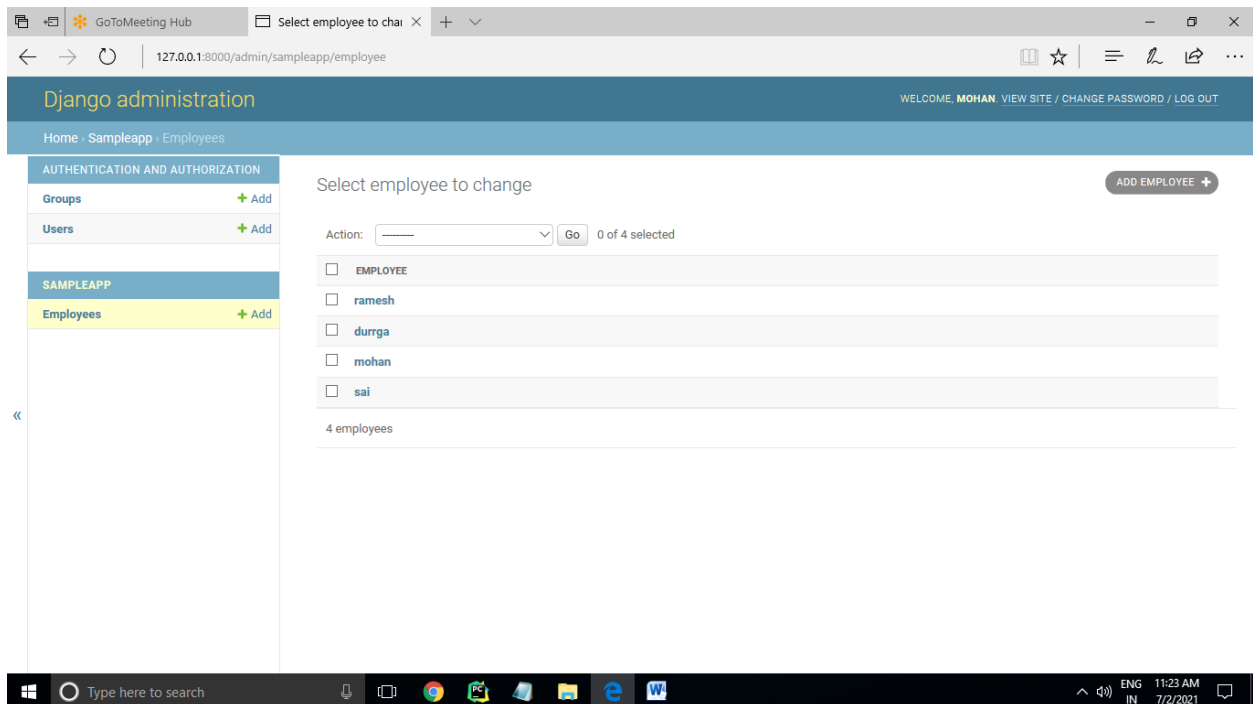 GoToMeeting Hub
Select employee to chai
127.0.0.1:8000/admin/sampleapp/employee
Django administration
WELCOME, MOHAN. VIEW SITE / CHANGE PASSWORD / LOG OUT
Home › Sampleapp › Employees
AUTHENTICATION AND AUTHORIZATION
Groups + Add
Users + Add
SAMPLEAPP
Employees + Add
Select employee to change
ADD EMPLOYEE +
Action: --------- Go 0 of 4 selected
EMPLOYEE
ramesh
durrga
mohan
sai
4 employees
«
Type here to search
PC
W
ENG 11:23 AM
IN 7/2/2021